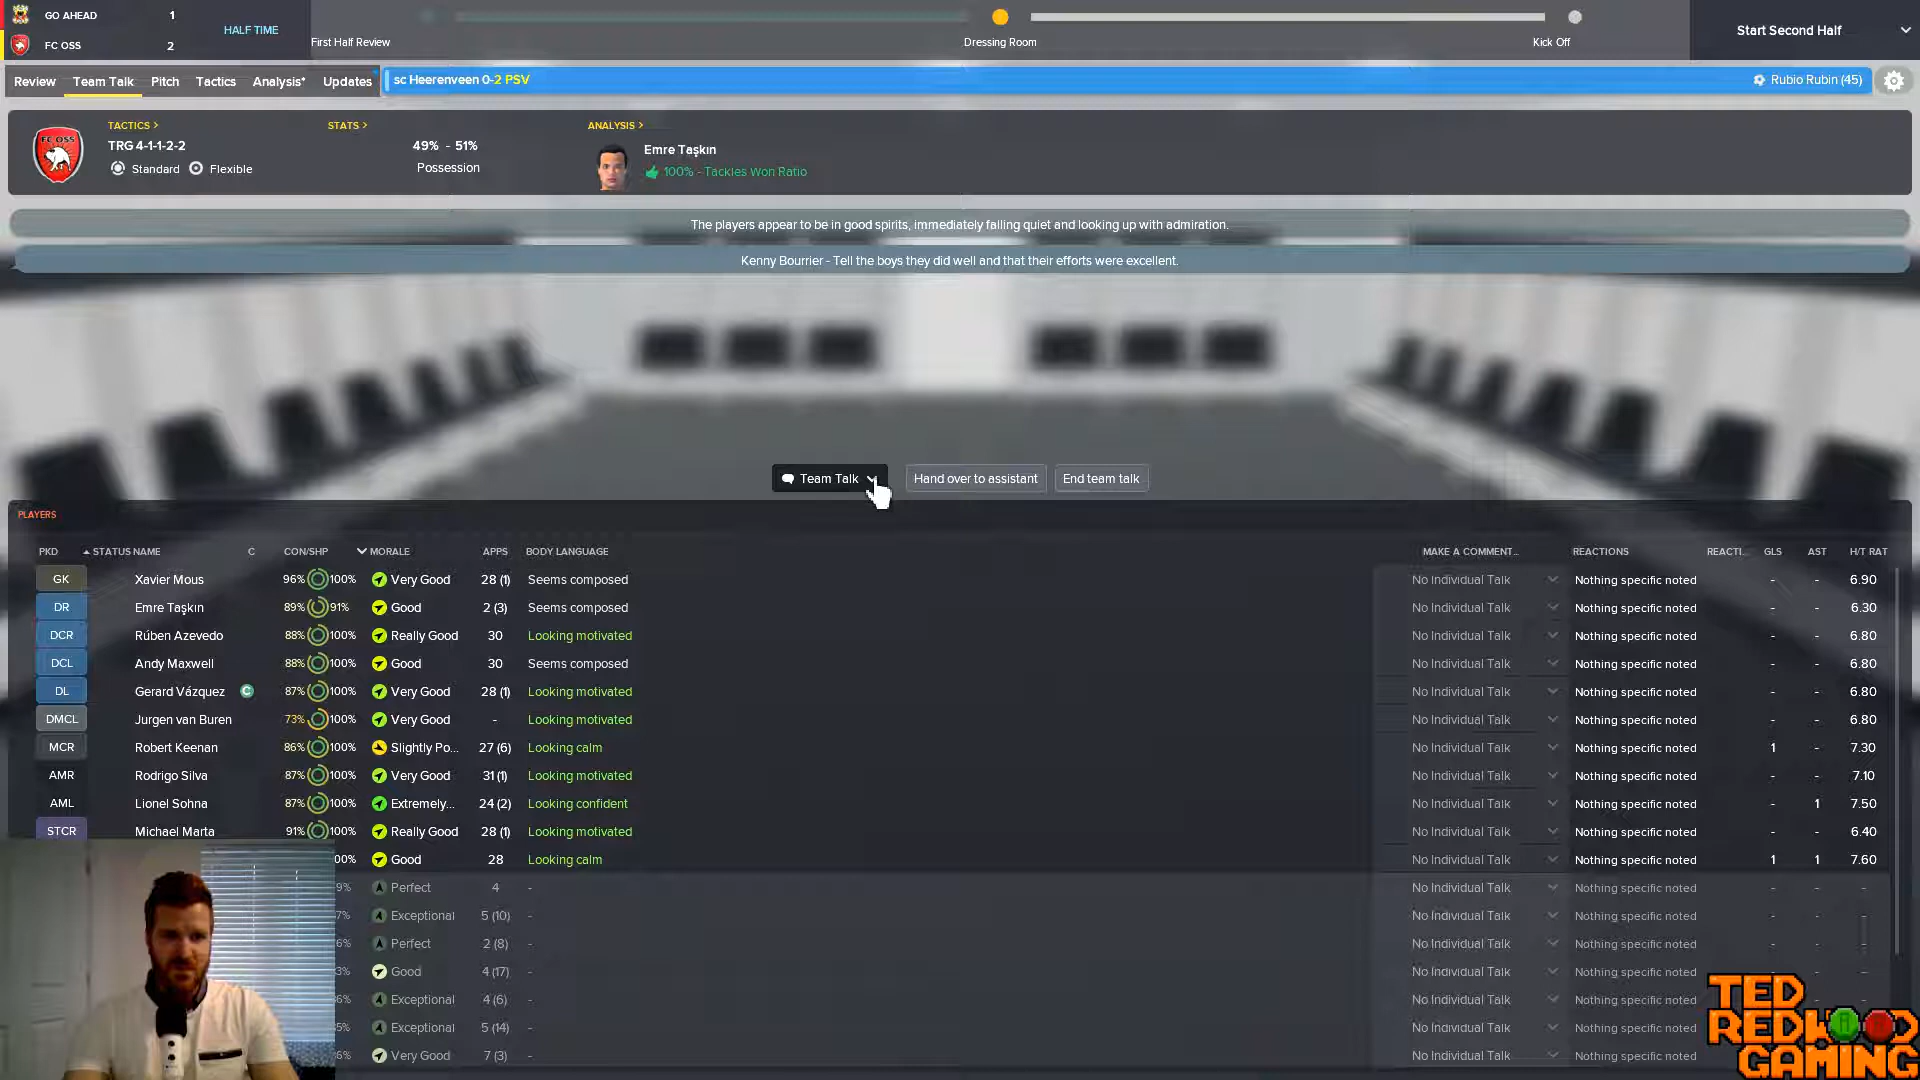 GO AHEAD 1
FC OSS 2
HALF TIME
First Half Review
Dressing Room
Kick Off
Start Second Half
Review Team Talk Pitch Tactics Analysis* Updates
sc Heerenveen 0-2 PSV
Rubio Rubin (45)
FC OSS
TACTICS >
TRG 4-1-1-2-2
Standard Flexible
STATS >
49% - 51%
Possession
ANALYSIS >
Emre Taşkın
100% - Tackles Won Ratio
The players appear to be in good spirits, immediately falling quiet and looking up with admiration.
Kenny Bourrier - Tell the boys they did well and that their efforts were excellent.
Team Talk Hand over to assistant End team talk
PLAYERS
PKD STATUS NAME C CON/SHP MORALE APPS BODY LANGUAGE MAKE A COMMENT... REACTIONS REACTI... GLS AST H/T RAT
GK Xavier Mous 96% 100% Very Good 28 (1) Seems composed No Individual Talk Nothing specific noted - - 6.90
DR Emre Taşkın 89% 91% Good 2 (3) Seems composed No Individual Talk Nothing specific noted - - 6.30
DCR Rúben Azevedo 88% 100% Really Good 30 Looking motivated No Individual Talk Nothing specific noted - - 6.80
DCL Andy Maxwell 88% 100% Good 30 Seems composed No Individual Talk Nothing specific noted - - 6.80
DL Gerard Vázquez C 87% 100% Very Good 28 (1) Looking motivated No Individual Talk Nothing specific noted - - 6.80
DMCL Jurgen van Buren 73% 100% Very Good - Looking motivated No Individual Talk Nothing specific noted - - 6.80
MCR Robert Keenan 86% 100% Slightly Po... 27 (6) Looking calm No Individual Talk Nothing specific noted 1 - 7.30
AMR Rodrigo Silva 87% 100% Very Good 31 (1) Looking motivated No Individual Talk Nothing specific noted - - 7.10
AML Lionel Sohna 87% 100% Extremely... 24 (2) Looking confident No Individual Talk Nothing specific noted - 1 7.50
STCR Michael Marta 91% 100% Really Good 28 (1) Looking motivated No Individual Talk Nothing specific noted - - 6.40
00% Good 28 Looking calm No Individual Talk Nothing specific noted 1 1 7.60
9% Perfect 4 - No Individual Talk Nothing specific noted - - -
7% Exceptional 5 (10) - No Individual Talk Nothing specific noted - - -
6% Perfect 2 (8) - No Individual Talk Nothing specific noted - - -
3% Good 4 (17) - No Individual Talk Nothing specific noted - - -
6% Exceptional 4 (6) - No Individual Talk Nothing specific noted - -
5% Exceptional 5 (14) - No Individual Talk Nothing specific noted
6% Very Good 7 (3) - No Individual Talk Nothing specific noted
TED
REDWOOD
GAMING